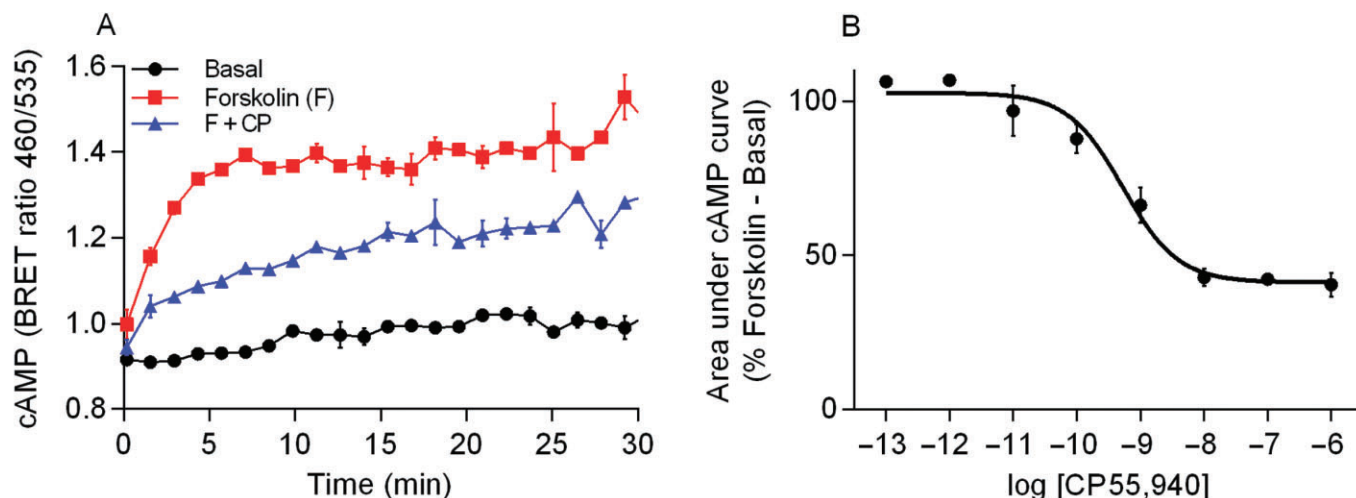 A
cAMP (BRET ratio 460/535)
1.6
1.4
1.2
1.0
0.8
Basal
Forskolin (F)
F + CP
0 5 10 15 20 25 30
Time (min)
B
Area under cAMP curve
(% Forskolin - Basal)
100
50
0
–13 –12 –11 –10 –9 –8 –7 –6
log [CP55,940]